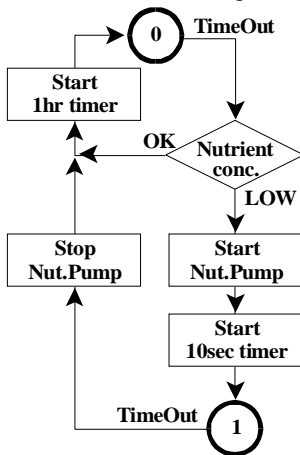 0
TimeOut
Start
1hr timer
OK
Nutrient
conc.
LOW
Stop
Nut.Pump
Start
Nut.Pump
Start
10sec timer
TimeOut
1